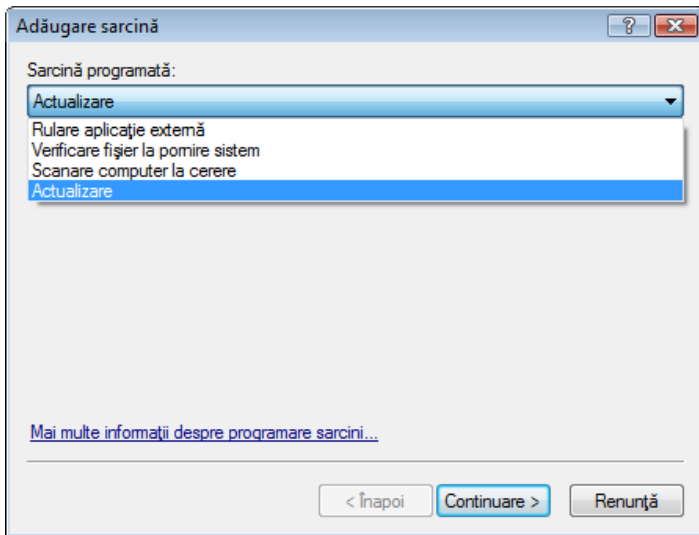 Adăugare sarcină
Sarcină programată:
Actualizare
Rulare aplicaţie externă
Verificare fişier la pornire sistem
Scanare computer la cerere
Actualizare
Mai multe informaţii despre programare sarcini...
< Înapoi Continuare > Renunţă